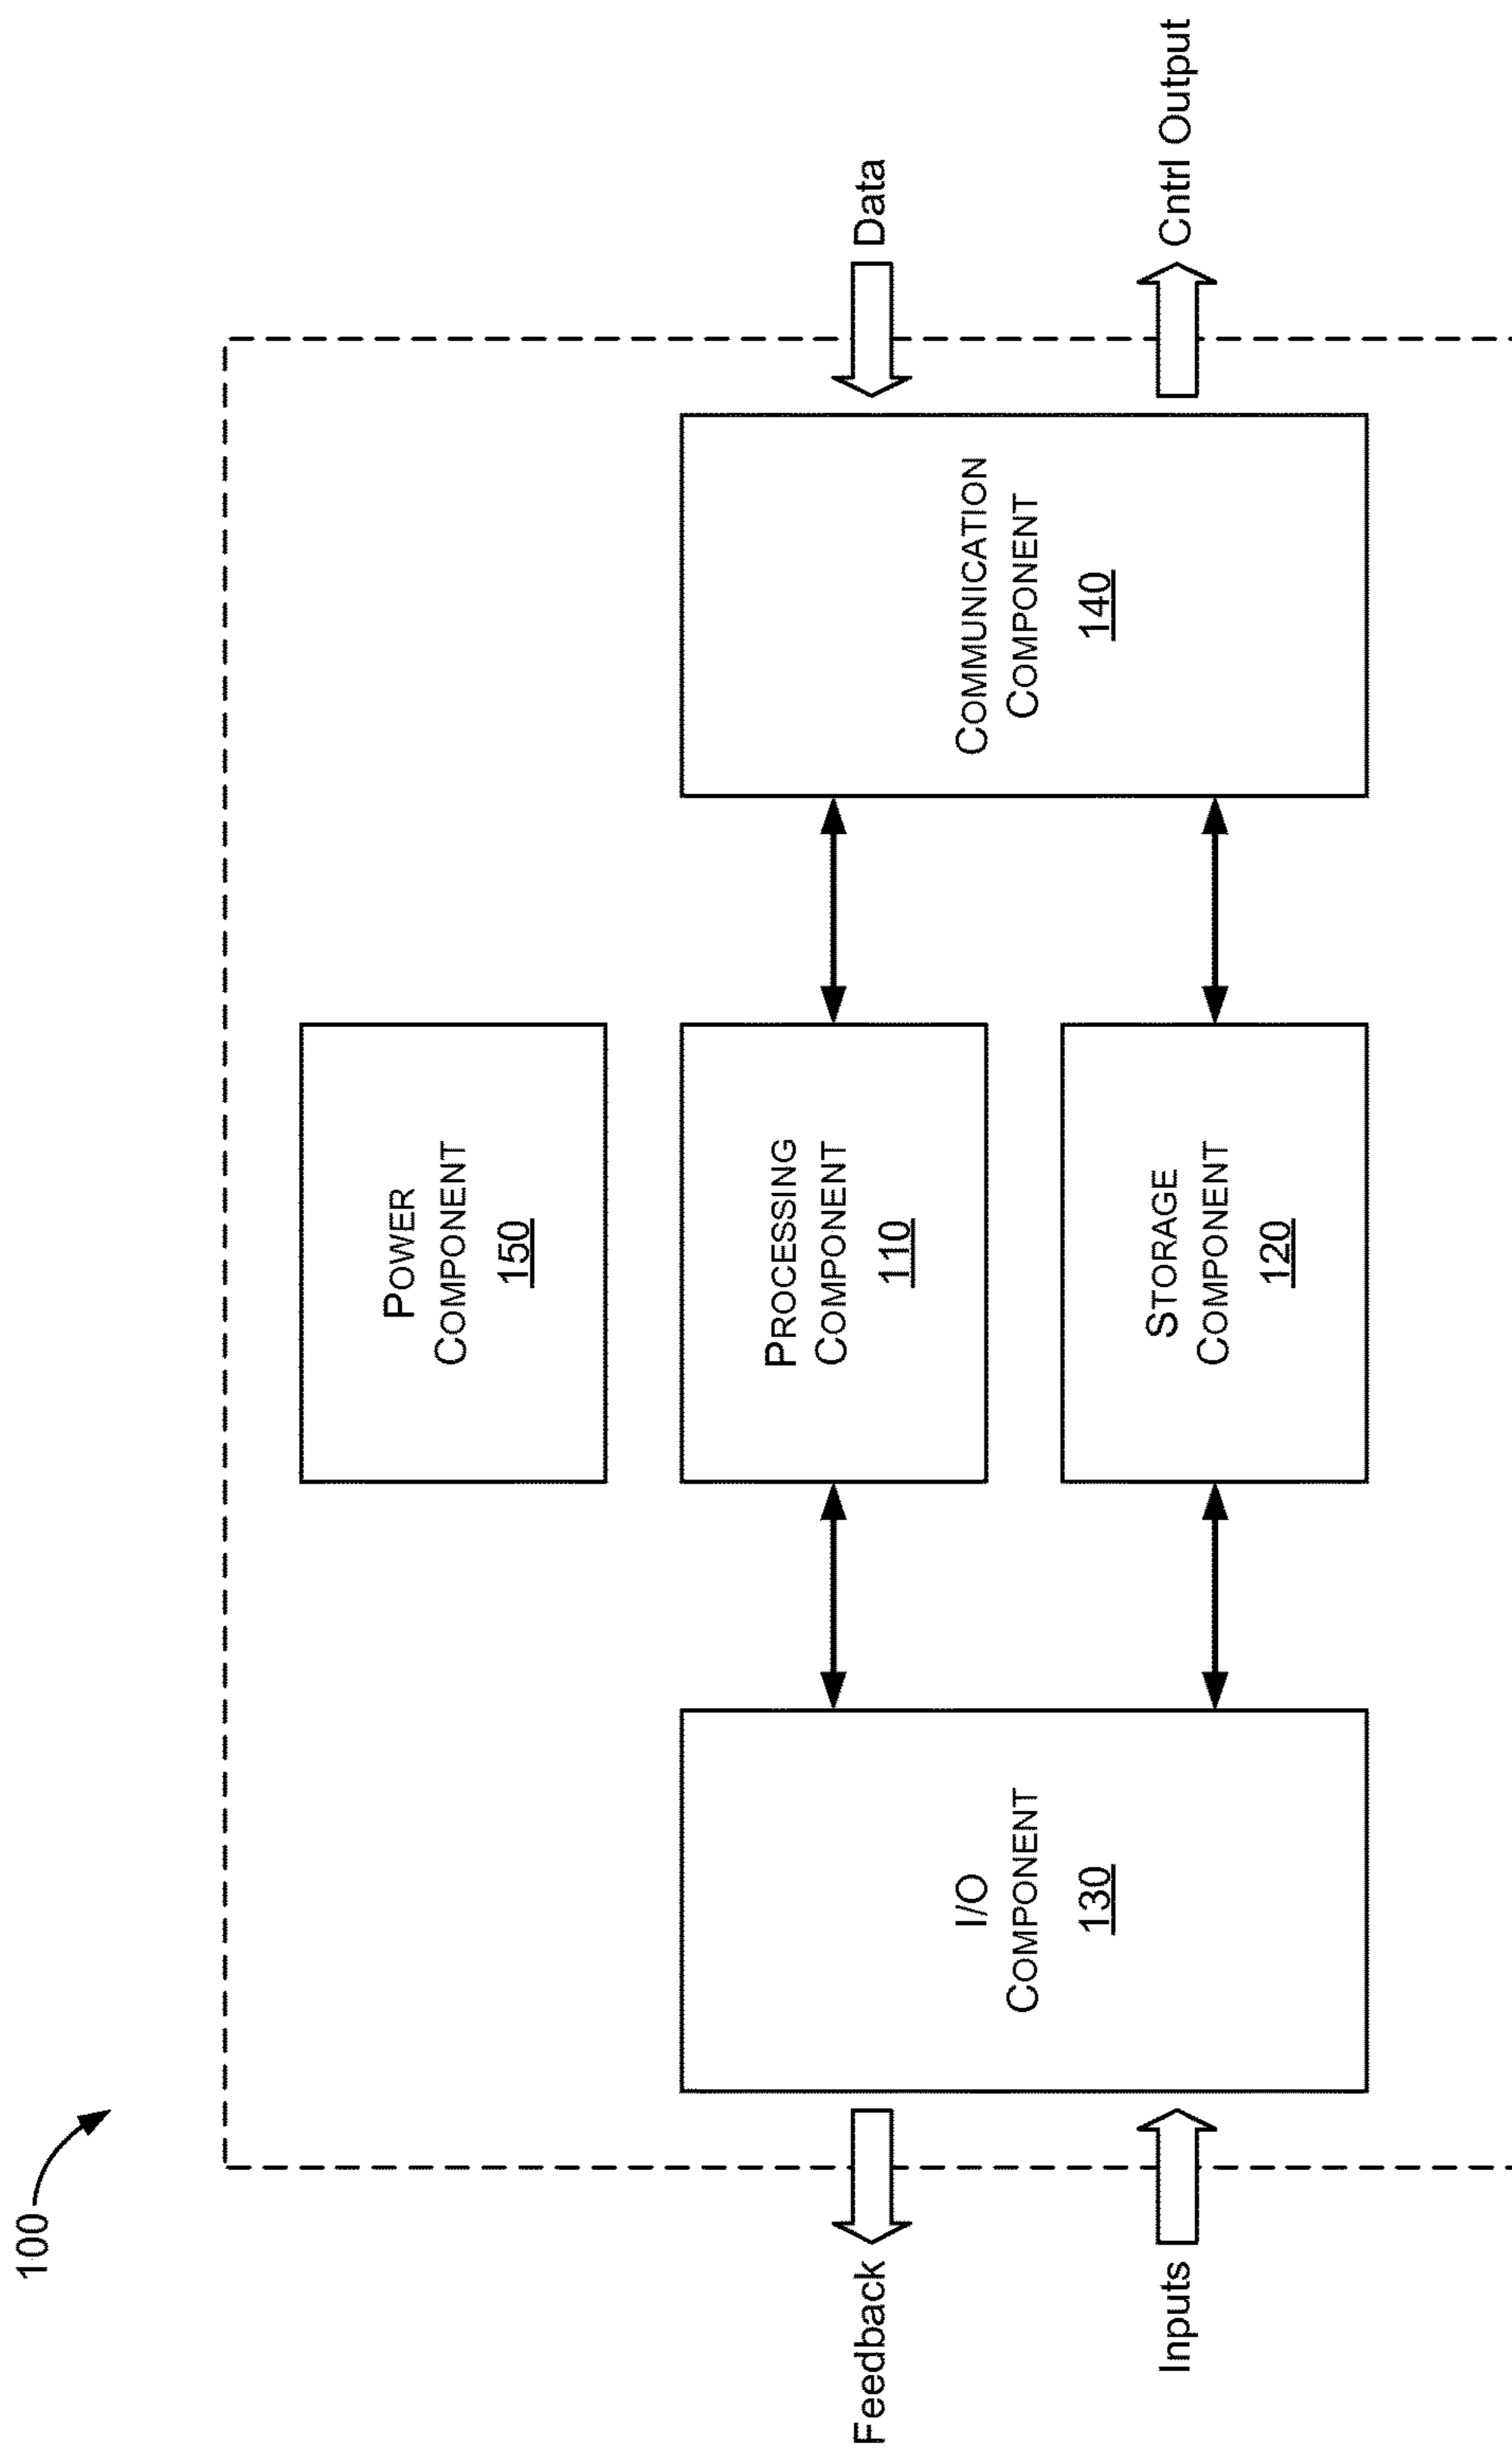 100
POWER
COMPONENT
150
Feedback
I/O
COMPONENT
130
PROCESSING
COMPONENT
110
COMMUNICATION
COMPONENT
140
Data
Inputs
STORAGE
COMPONENT
120
Cntrl Output